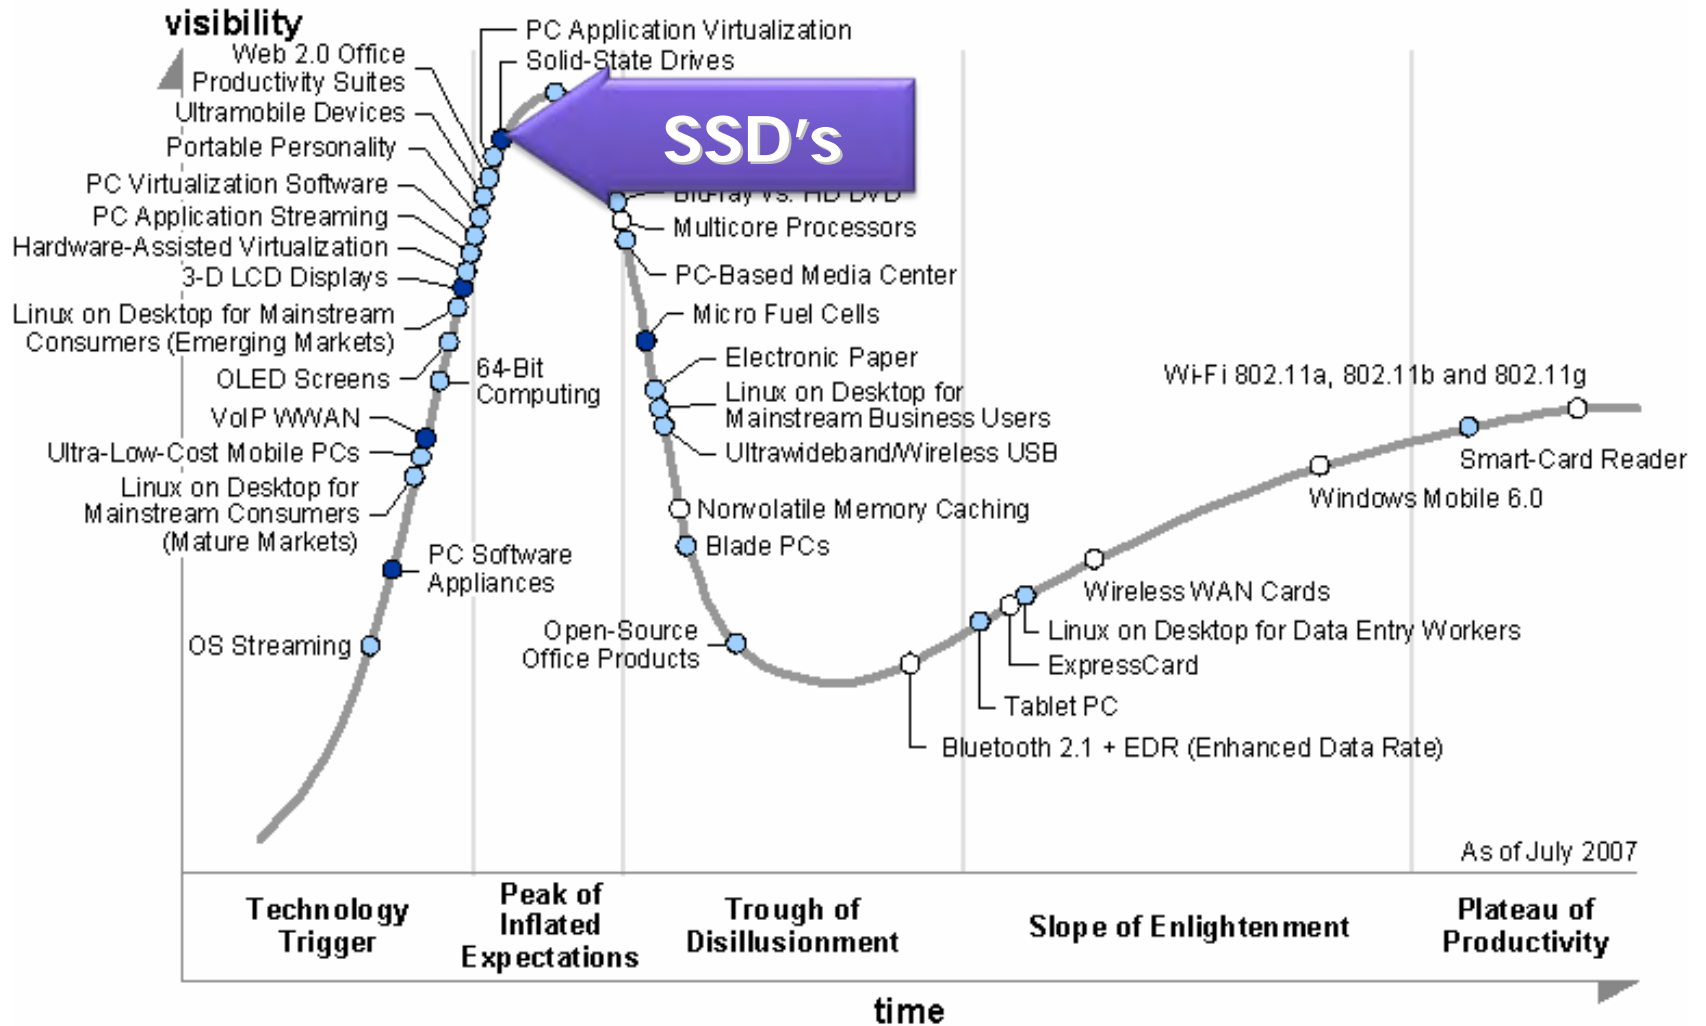 visibility
PC Application Virtualization
Solid-State Drives
Web 2.0 Office
Productivity Suites
Ultramobile Devices
Portable Personality
PC Virtualization Software
PC Application Streaming
Hardware-Assisted Virtualization
3-D LCD Displays
Linux on Desktop for Mainstream
Consumers (Emerging Markets)
OLED Screens
64-Bit
Computing
VoIP WWAN
Ultra-Low-Cost Mobile PCs
Linux on Desktop for
Mainstream Consumers
(Mature Markets)
PC Software
Appliances
OS Streaming
SSD's
Blu-ray vs. HD DVD
Multicore Processors
PC-Based Media Center
Micro Fuel Cells
Electronic Paper
Linux on Desktop for
Mainstream Business Users
Ultrawideband/Wireless USB
Nonvolatile Memory Caching
Blade PCs
Open-Source
Office Products
Wi-Fi 802.11a, 802.11b and 802.11g
Smart-Card Reader
Windows Mobile 6.0
Wireless WAN Cards
Linux on Desktop for Data Entry Workers
ExpressCard
Tablet PC
Bluetooth 2.1 + EDR (Enhanced Data Rate)
As of July 2007
Technology
Trigger
Peak of
Inflated
Expectations
Trough of
Disillusionment
Slope of Enlightenment
Plateau of
Productivity
time